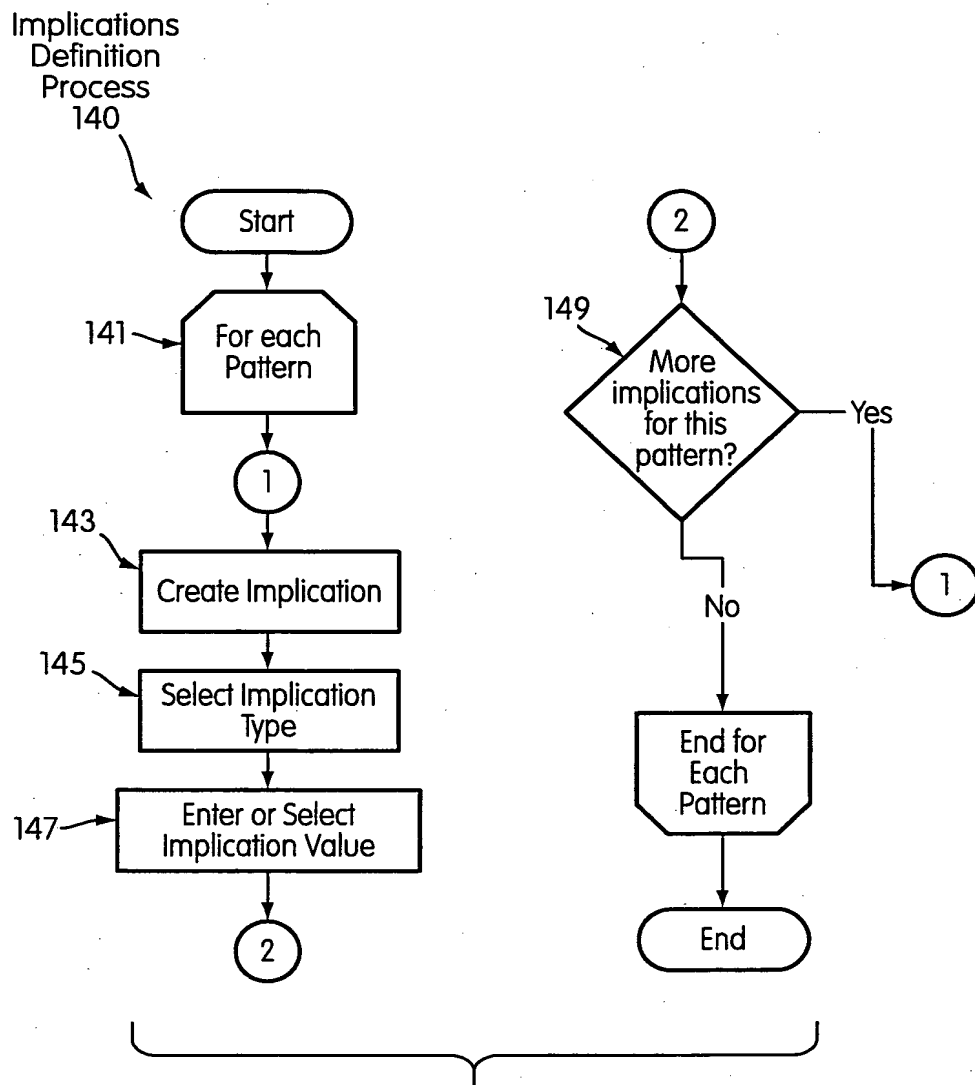 Implications
Definition
Process
140
Start
141
For each
Pattern
1
143
Create Implication
145
Select Implication
Type
147
Enter or Select
Implication Value
2
2
149
More
implications
for this
pattern?
Yes
1
No
End for
Each
Pattern
End